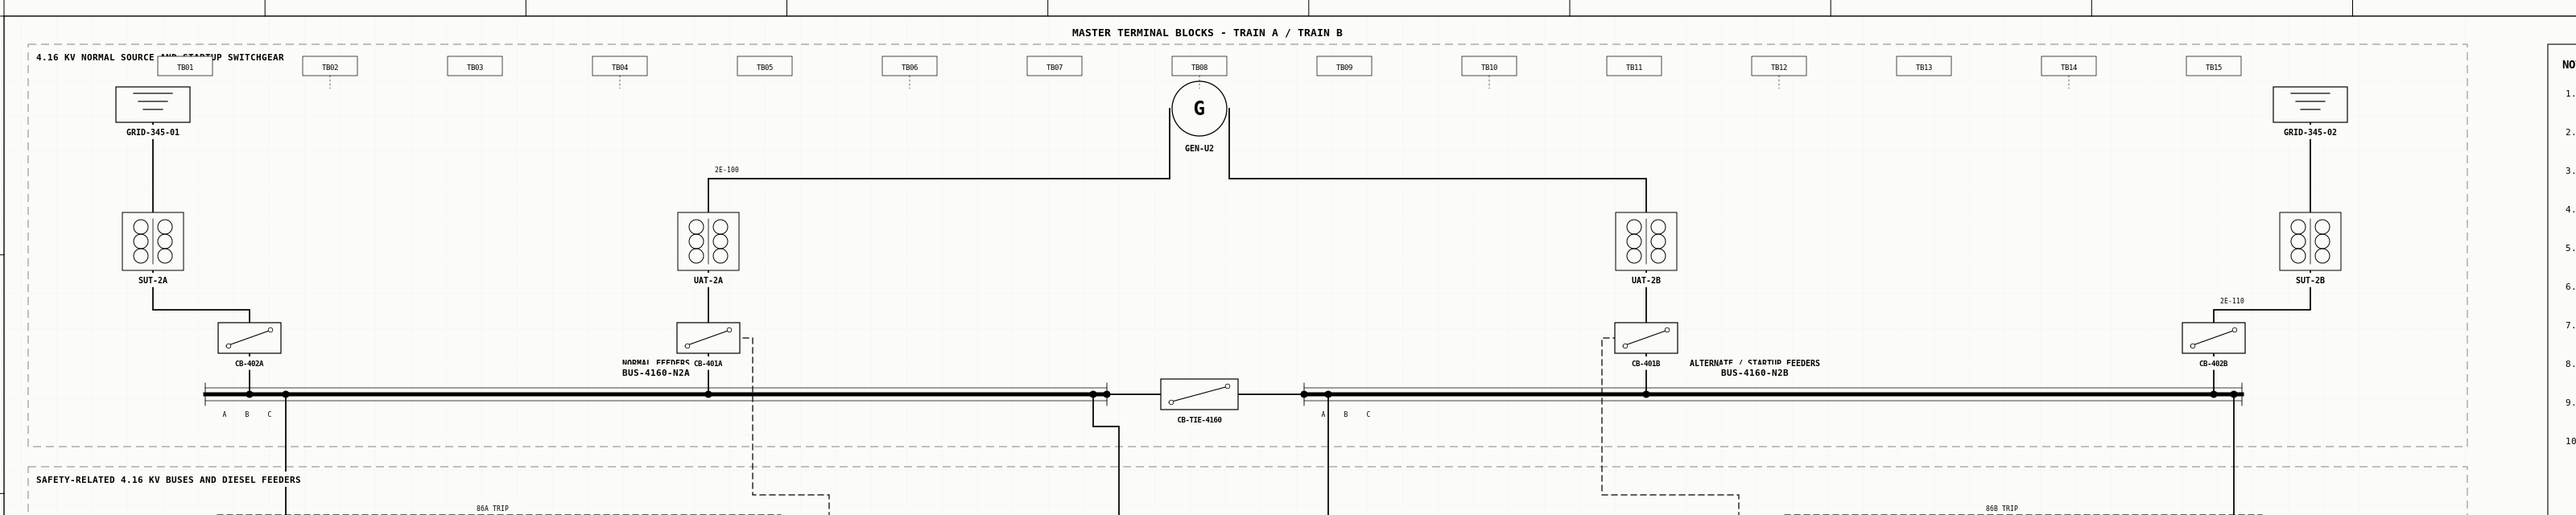 MASTER TERMINAL BLOCKS - TRAIN A / TRAIN B
4.16 KV NORMAL SOURCE AND STARTUP SWITCHGEAR
TB01 TB02 TB03 TB04 TB05 TB06 TB07 TB08 TB09 TB10 TB11 TB12 TB13 TB14 TB15
1.
G
GRID-345-01
GRID-345-02
2.
GEN-U2
2E-100
3.
4.
5.
SUT-2A
UAT-2A
UAT-2B
SUT-2B
6.
2E-110
7.
CB-402A
NORMAL FEEDERS
CB-401A
CB-401B
ALTERNATE / STARTUP FEEDERS
CB-402B
8.
BUS-4160-N2A
BUS-4160-N2B
9.
A B C
A B C
CB-TIE-4160
10
SAFETY-RELATED 4.16 KV BUSES AND DIESEL FEEDERS
86A TRIP
86B TRIP